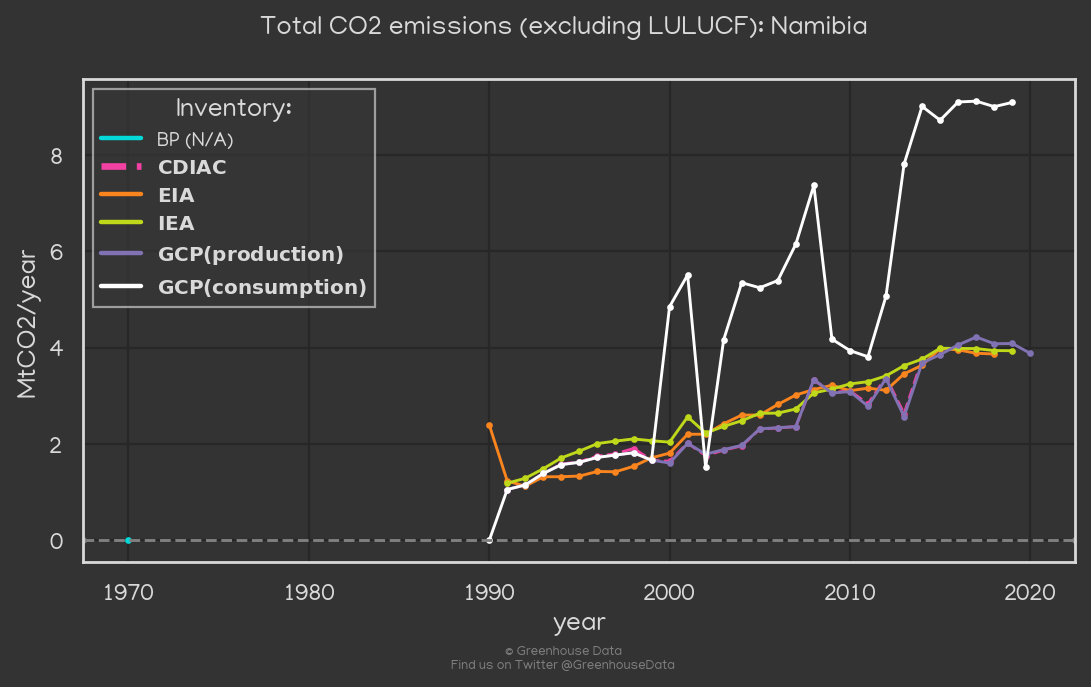 Total CO2 emissions (excluding LULUCF): Namibia
Inventory:
BP (N/A)
CDIAC
EIA
IEA
GCP(production)
GCP(consumption)
MtCO2/year
8
6
4
2
0
1970 1980 1990 2000 2010 2020
year
© Greenhouse Data
Find us on Twitter @GreenhouseData